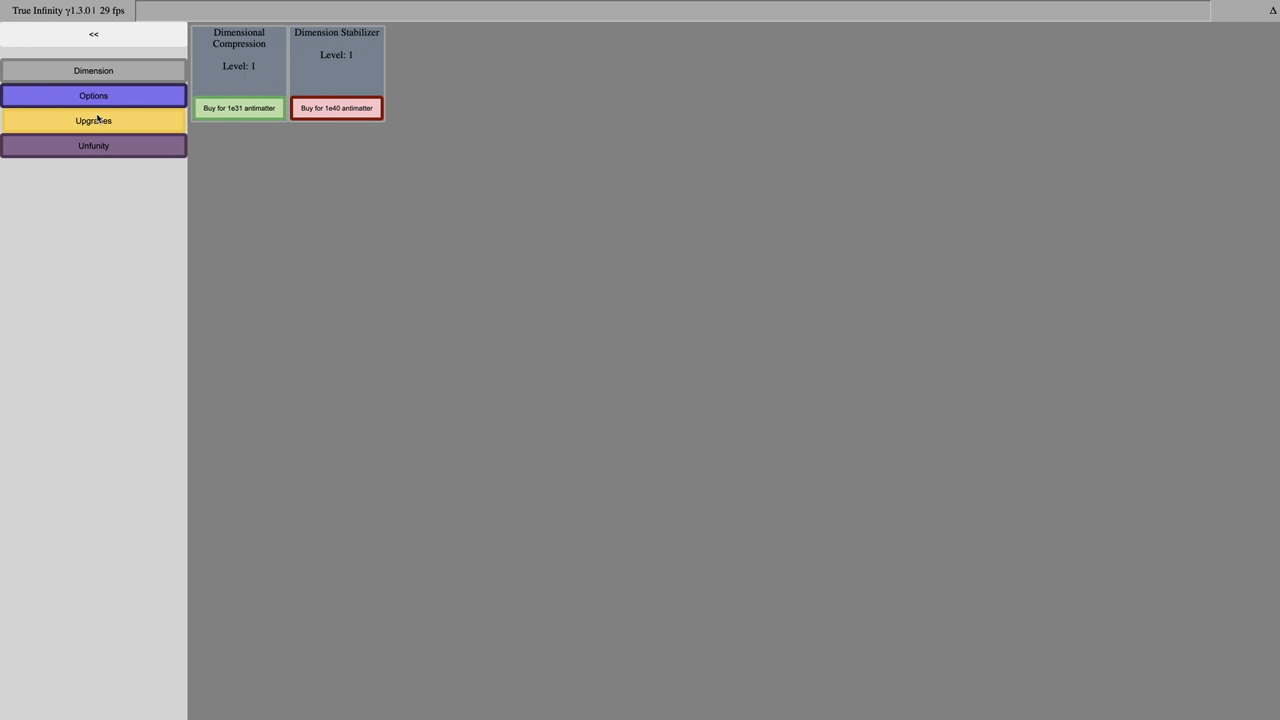 True Infinity γ1.3.0 | 29 fps
Δ
<<
Dimension
Options
Upgrades
Unfunity
Dimensional
Compression
Level: 1
Buy for 1e31 antimatter
Dimension Stabilizer
Level: 1
Buy for 1e40 antimatter